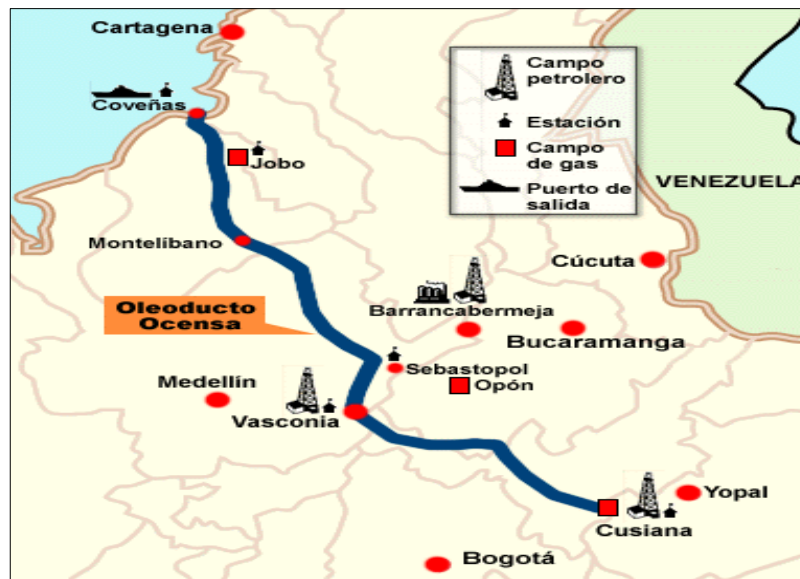 Cartagena
Campo
petrolero
Estación
Campo
de gas
Puerto de
salida
Coveñas
Jobo
VENEZUELA
Montelíbano
Cúcuta
Oleoducto
Ocensa
Barrancabermeja
Bucaramanga
Sebastopol
Opón
Medellín
Vasconia
Yopal
Cusiana
Bogotá